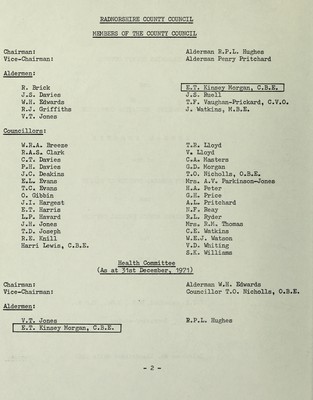 RADNORSHIRE COUNTY COUNCIL
MEMBERS OF THE COUNTY COUNCIL
Chairman: Alderman R.P.L. Hughes
Vice-Chairman: Alderman Penry Pritchard
Aldermen:
R. Brick E.T. Kinsey Morgan, C.B.E.
J.S. Davies J.S. Ruell
W.H. Edwards T.F. Vaughan-Prickard, C.V.O.
R.J. Griffiths J. Watkins, M.B.E.
V.T. Jones
Councillors:
W.R.A. Breeze T.R. Lloyd
R.A.S. Clark V. Lloyd
C.T. Davies C.A. Masters
P.H. Davies G.D. Morgan
J.C. Deakins T.O. Nicholls, O.B.E.
E.L. Evans Mrs. A.V. Parkinson-Jones
T.C. Evans H.A. Peter
C. Gibbin G.H. Price
J.I. Hargest A.L. Pritchard
E.T. Harris N.F. Reay
L.P. Havard R.L. Ryder
J.H. Jones Mrs. R.M. Thomas
T.D. Joseph C.E. Watkins
R.E. Knill W.E.J. Watson
Harri Lewis, C.B.E. V.D. Whiting
S.K. Williams
Health Committee
(As at 31st December, 1971)
Chairman: Alderman W.H. Edwards
Vice-Chairman: Councillor T.O. Nicholls, O.B.E.
Aldermen:
V.T. Jones R.P.L. Hughes
E.T. Kinsey Morgan, C.B.E.
- 2 -